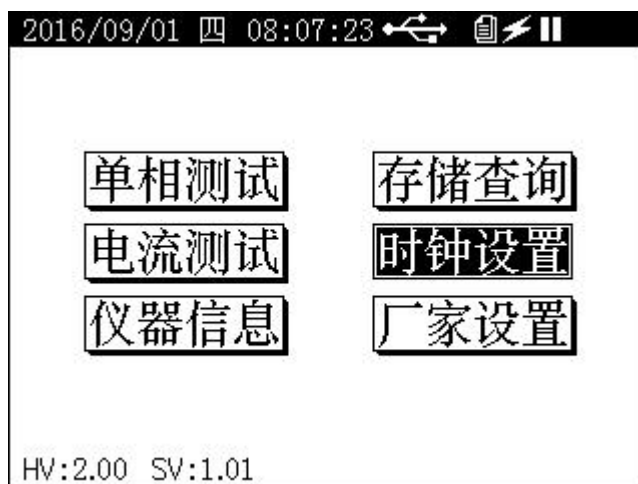 2016/09/01 四 08:07:23
单相测试 存储查询
电流测试 时钟设置
仪器信息 厂家设置
HV:2.00 SV:1.01